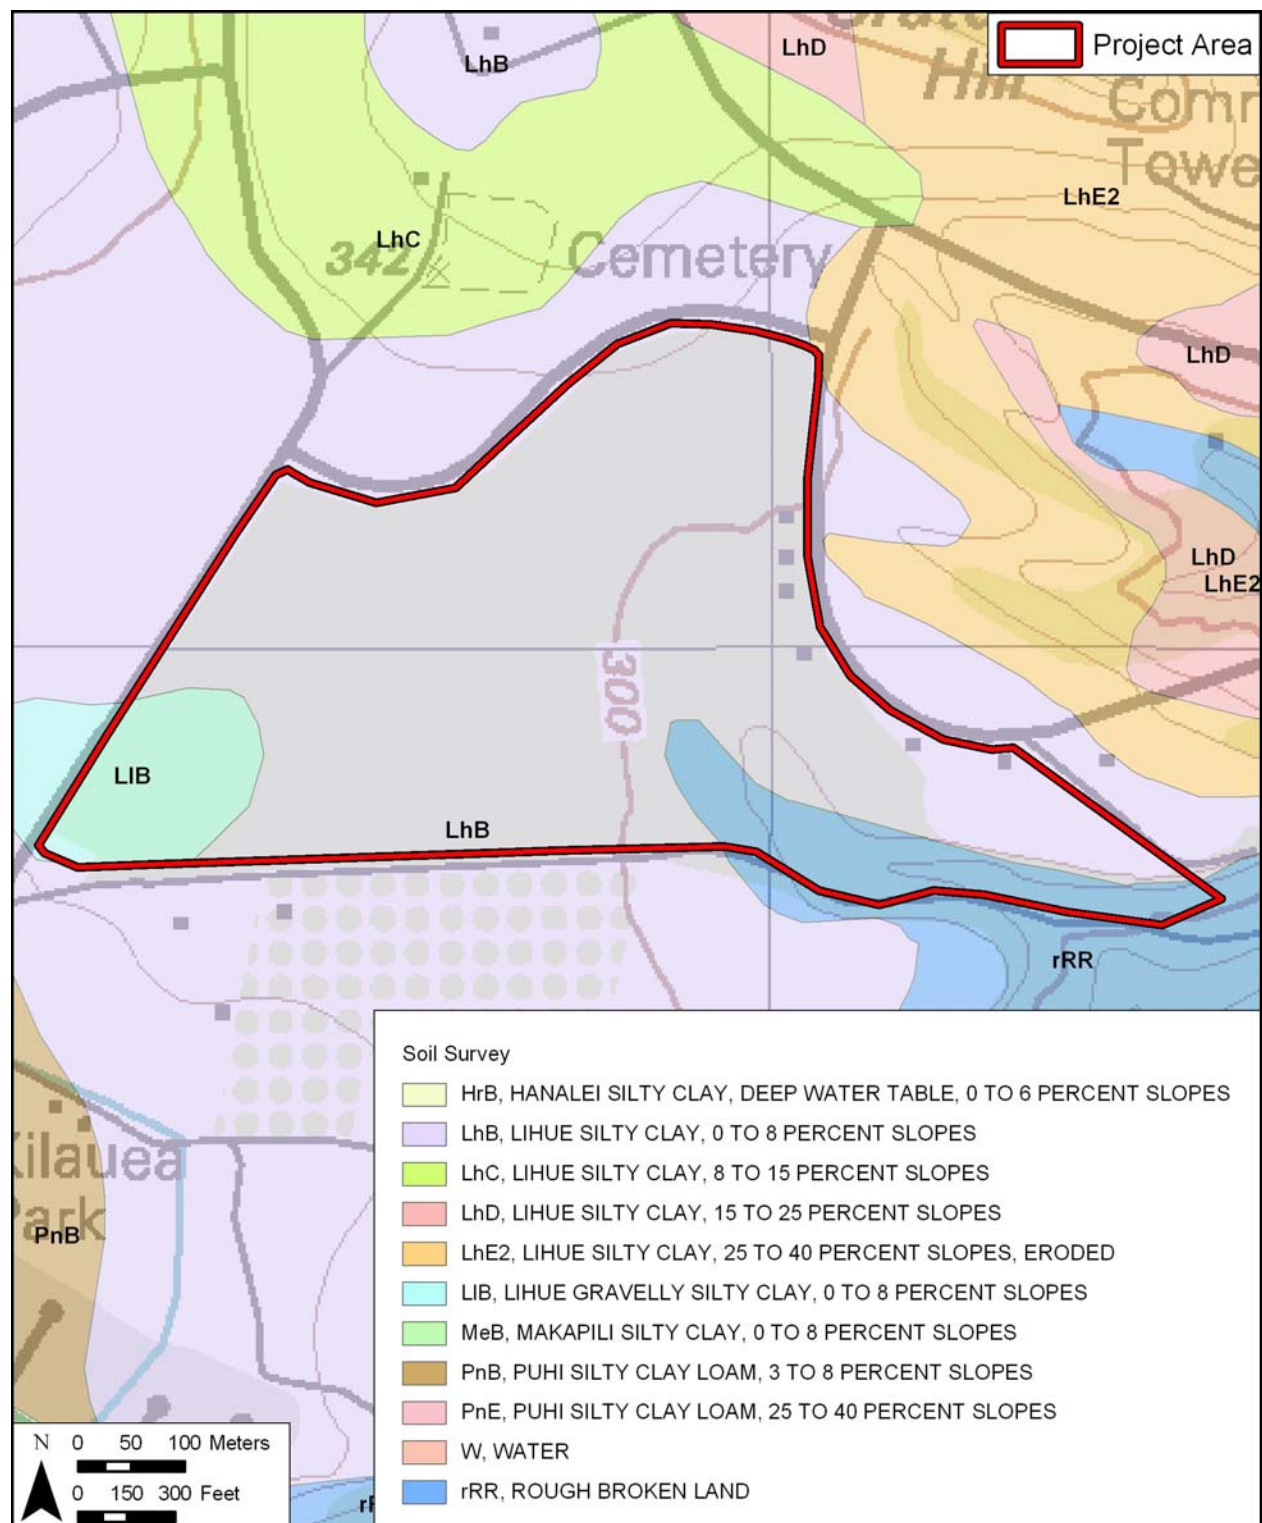 Project Area
LhD
LhB
Hill
Comm
Towe
LhE2
LhC
342
Cemetery
LhD
LhD
LhE2
300
LIB
LhB
rRR
Kilauea
Park
PnB
Soil Survey
HrB, HANALEI SILTY CLAY, DEEP WATER TABLE, 0 TO 6 PERCENT SLOPES
LhB, LIHUE SILTY CLAY, 0 TO 8 PERCENT SLOPES
LhC, LIHUE SILTY CLAY, 8 TO 15 PERCENT SLOPES
LhD, LIHUE SILTY CLAY, 15 TO 25 PERCENT SLOPES
LhE2, LIHUE SILTY CLAY, 25 TO 40 PERCENT SLOPES, ERODED
LIB, LIHUE GRAVELLY SILTY CLAY, 0 TO 8 PERCENT SLOPES
MeB, MAKAPILI SILTY CLAY, 0 TO 8 PERCENT SLOPES
PnB, PUHI SILTY CLAY LOAM, 3 TO 8 PERCENT SLOPES
PnE, PUHI SILTY CLAY LOAM, 25 TO 40 PERCENT SLOPES
W, WATER
rRR, ROUGH BROKEN LAND
N 0 50 100 Meters
0 150 300 Feet